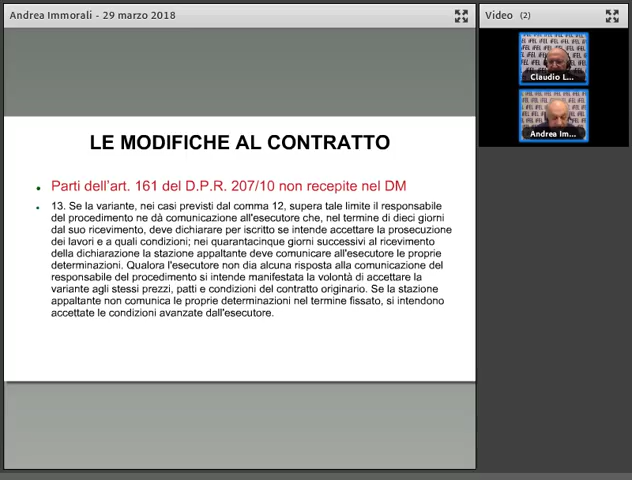 Andrea Immorali - 29 marzo 2018
Video (2)
Claudio L...
Andrea Im...
LE MODIFICHE AL CONTRATTO
Parti dell'art. 161 del D.P.R. 207/10 non recepite nel DM
13. Se la variante, nei casi previsti dal comma 12, supera tale limite il responsabile
del procedimento ne dà comunicazione all'esecutore che, nel termine di dieci giorni
dal suo ricevimento, deve dichiarare per iscritto se intende accettare la prosecuzione
dei lavori e a quali condizioni; nei quarantacinque giorni successivi al ricevimento
della dichiarazione la stazione appaltante deve comunicare all'esecutore le proprie
determinazioni. Qualora l'esecutore non dia alcuna risposta alla comunicazione del
responsabile del procedimento si intende manifestata la volontà di accettare la
variante agli stessi prezzi, patti e condizioni del contratto originario. Se la stazione
appaltante non comunica le proprie determinazioni nel termine fissato, si intendono
accettate le condizioni avanzate dall'esecutore.